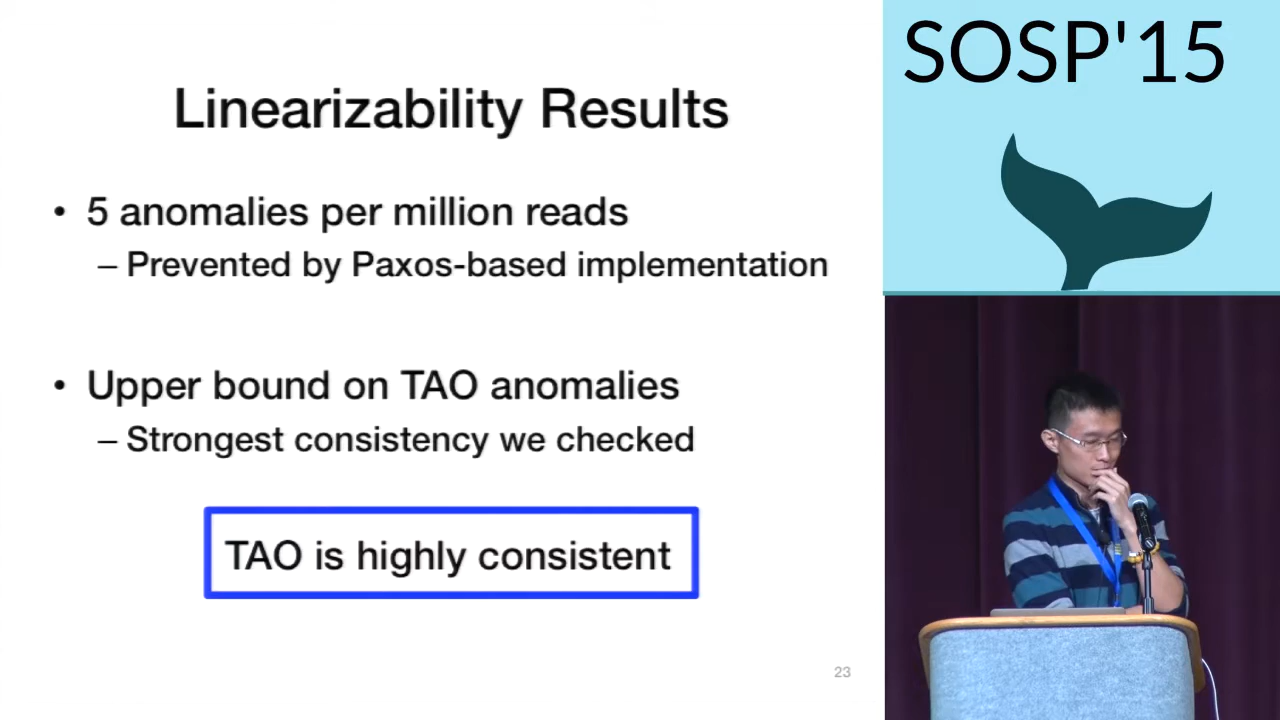 Linearizability Results
• 5 anomalies per million reads
– Prevented by Paxos-based implementation
• Upper bound on TAO anomalies
– Strongest consistency we checked
TAO is highly consistent
23
SOSP'15